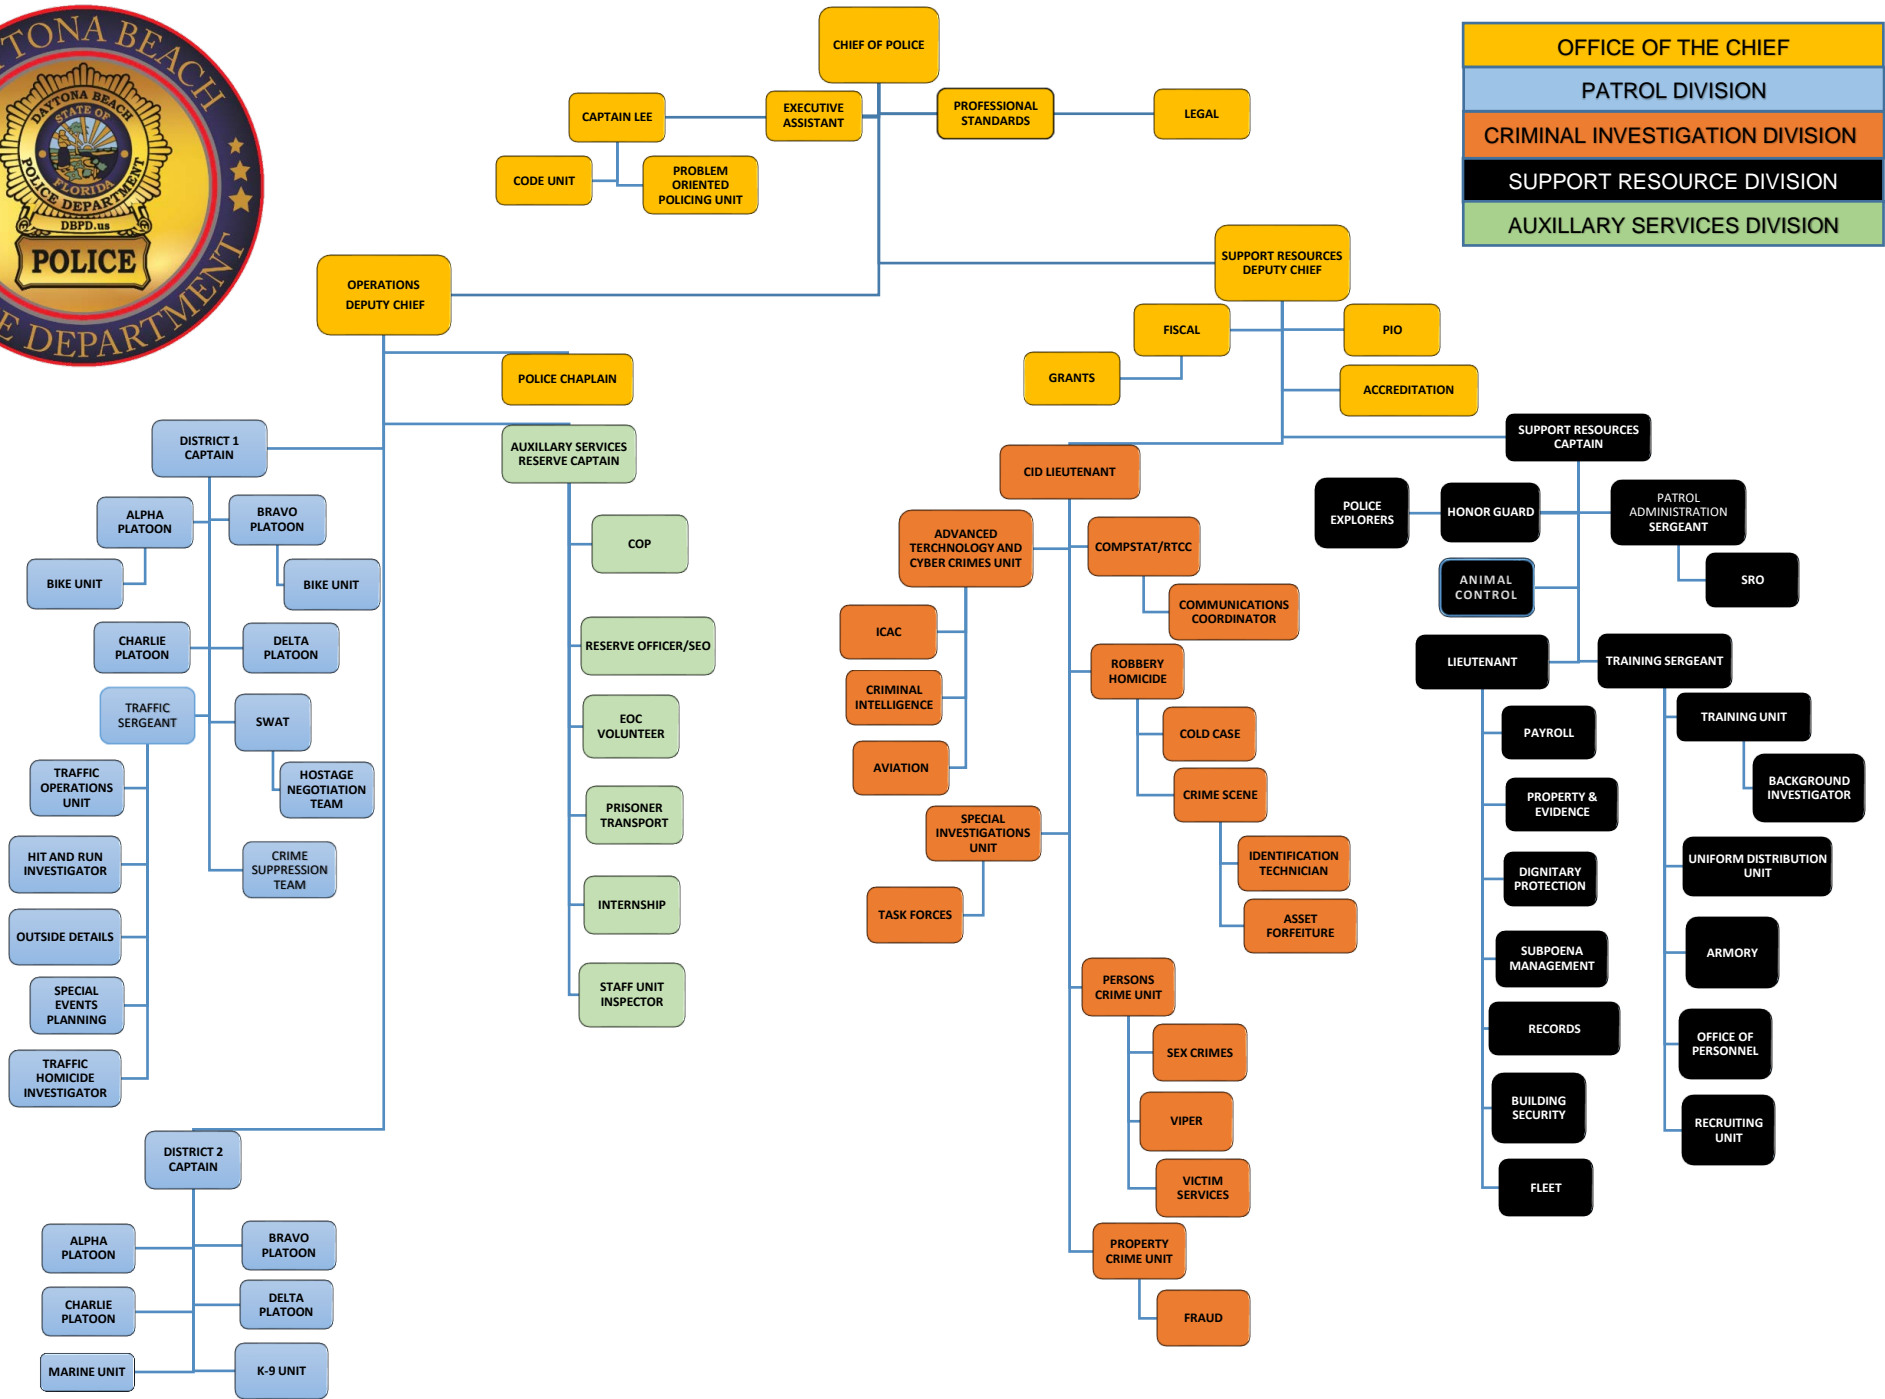 TONA BEACH
E DEPARTMENT
DAYTONA BEACH
STATE OF
FLORIDA
POLICE DEPARTMENT
DBPD.us
POLICE
OFFICE OF THE CHIEF
PATROL DIVISION
CRIMINAL INVESTIGATION DIVISION
SUPPORT RESOURCE DIVISION
AUXILLARY SERVICES DIVISION
CHIEF OF POLICE
CAPTAIN LEE
EXECUTIVE
ASSISTANT
PROFESSIONAL
STANDARDS
LEGAL
CODE UNIT
PROBLEM
ORIENTED
POLICING UNIT
OPERATIONS
DEPUTY CHIEF
SUPPORT RESOURCES
DEPUTY CHIEF
POLICE CHAPLAIN
FISCAL
PIO
GRANTS
ACCREDITATION
DISTRICT 1
CAPTAIN
ALPHA
PLATOON
BRAVO
PLATOON
BIKE UNIT
BIKE UNIT
CHARLIE
PLATOON
DELTA
PLATOON
TRAFFIC
SERGEANT
SWAT
TRAFFIC
OPERATIONS
UNIT
HOSTAGE
NEGOTIATION
TEAM
HIT AND RUN
INVESTIGATOR
CRIME
SUPPRESSION
TEAM
OUTSIDE DETAILS
SPECIAL
EVENTS
PLANNING
TRAFFIC
HOMICIDE
INVESTIGATOR
DISTRICT 2
CAPTAIN
ALPHA
PLATOON
BRAVO
PLATOON
CHARLIE
PLATOON
DELTA
PLATOON
MARINE UNIT
K-9 UNIT
AUXILLARY SERVICES
RESERVE CAPTAIN
COP
RESERVE OFFICER/SEO
EOC
VOLUNTEER
PRISONER
TRANSPORT
INTERNSHIP
STAFF UNIT
INSPECTOR
CID LIEUTENANT
ADVANCED
TERCHNOLOGY AND
CYBER CRIMES UNIT
COMPSTAT/RTCC
COMMUNICATIONS
COORDINATOR
ICAC
CRIMINAL
INTELLIGENCE
AVIATION
ROBBERY
HOMICIDE
COLD CASE
CRIME SCENE
IDENTIFICATION
TECHNICIAN
ASSET
FORFEITURE
SPECIAL
INVESTIGATIONS
UNIT
TASK FORCES
PERSONS
CRIME UNIT
SEX CRIMES
VIPER
VICTIM
SERVICES
PROPERTY
CRIME UNIT
FRAUD
SUPPORT RESOURCES
CAPTAIN
POLICE
EXPLORERS
HONOR GUARD
PATROL
ADMINISTRATION
SERGEANT
ANIMAL
CONTROL
SRO
LIEUTENANT
TRAINING SERGEANT
PAYROLL
PROPERTY &
EVIDENCE
DIGNITARY
PROTECTION
SUBPOENA
MANAGEMENT
RECORDS
BUILDING
SECURITY
FLEET
TRAINING UNIT
BACKGROUND
INVESTIGATOR
UNIFORM DISTRIBUTION
UNIT
ARMORY
OFFICE OF
PERSONNEL
RECRUITING
UNIT